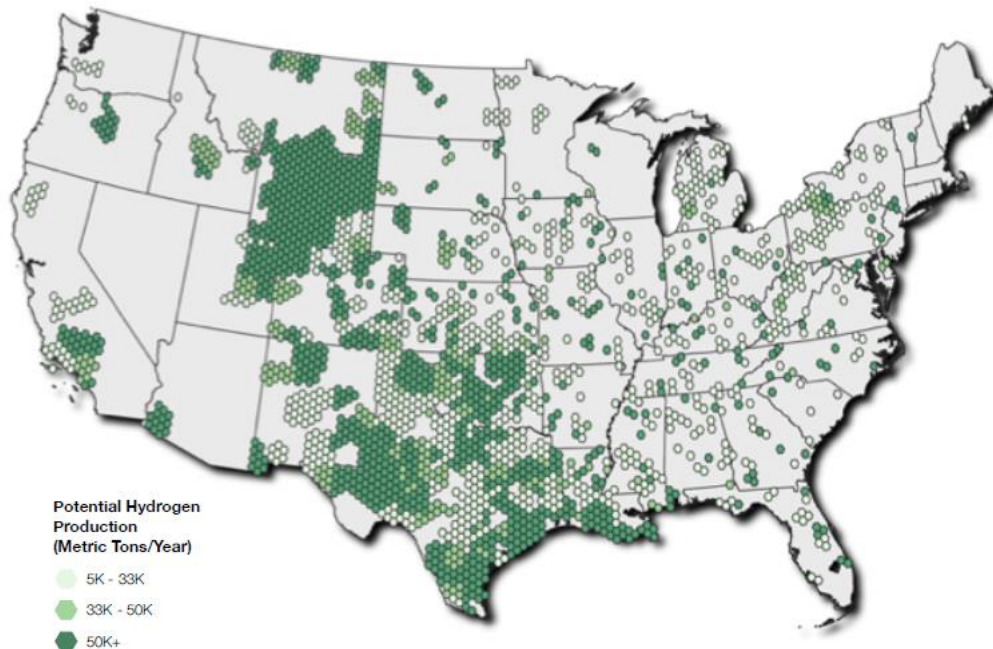 Potential Hydrogen
Production
(Metric Tons/Year)
5K - 33K
33K - 50K
50K+